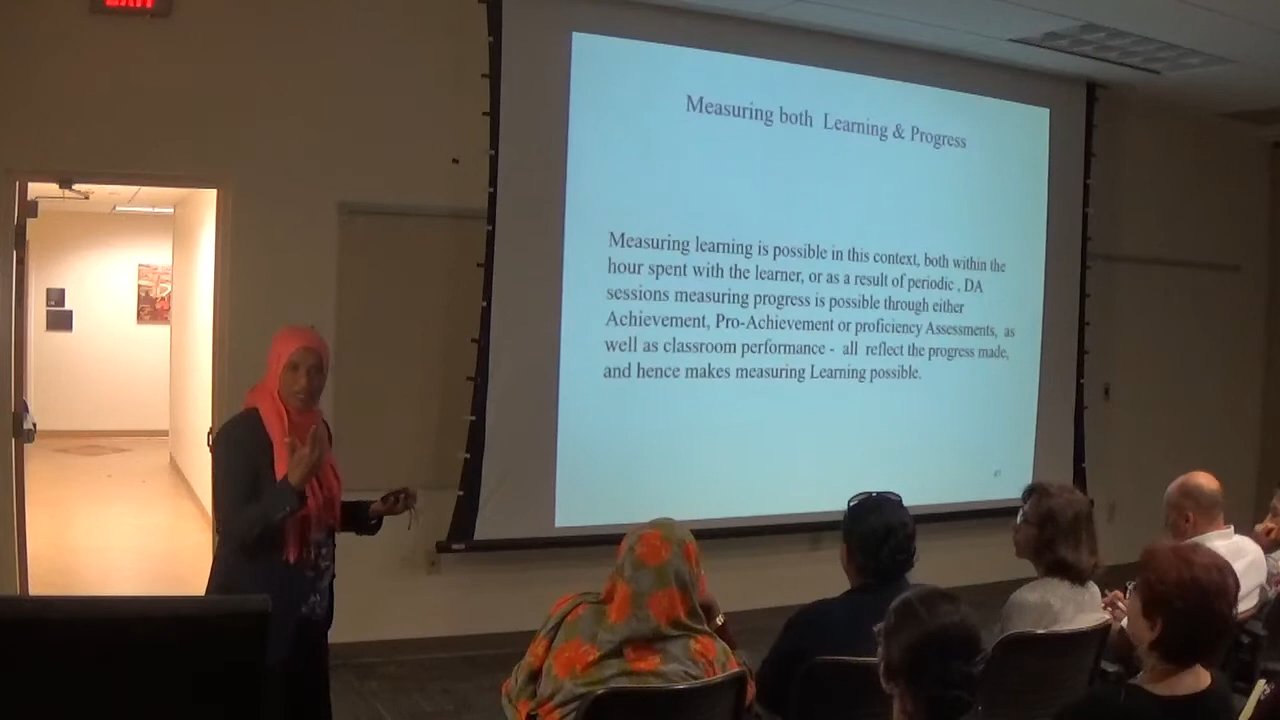 EXIT
Measuring both Learning & Progress
Measuring learning is possible in this context, both within the
hour spent with the learner, or as a result of periodic , DA
sessions measuring progress is possible through either
Achievement, Pro-Achievement or proficiency Assessments, as
well as classroom performance - all reflect the progress made,
and hence makes measuring Learning possible.